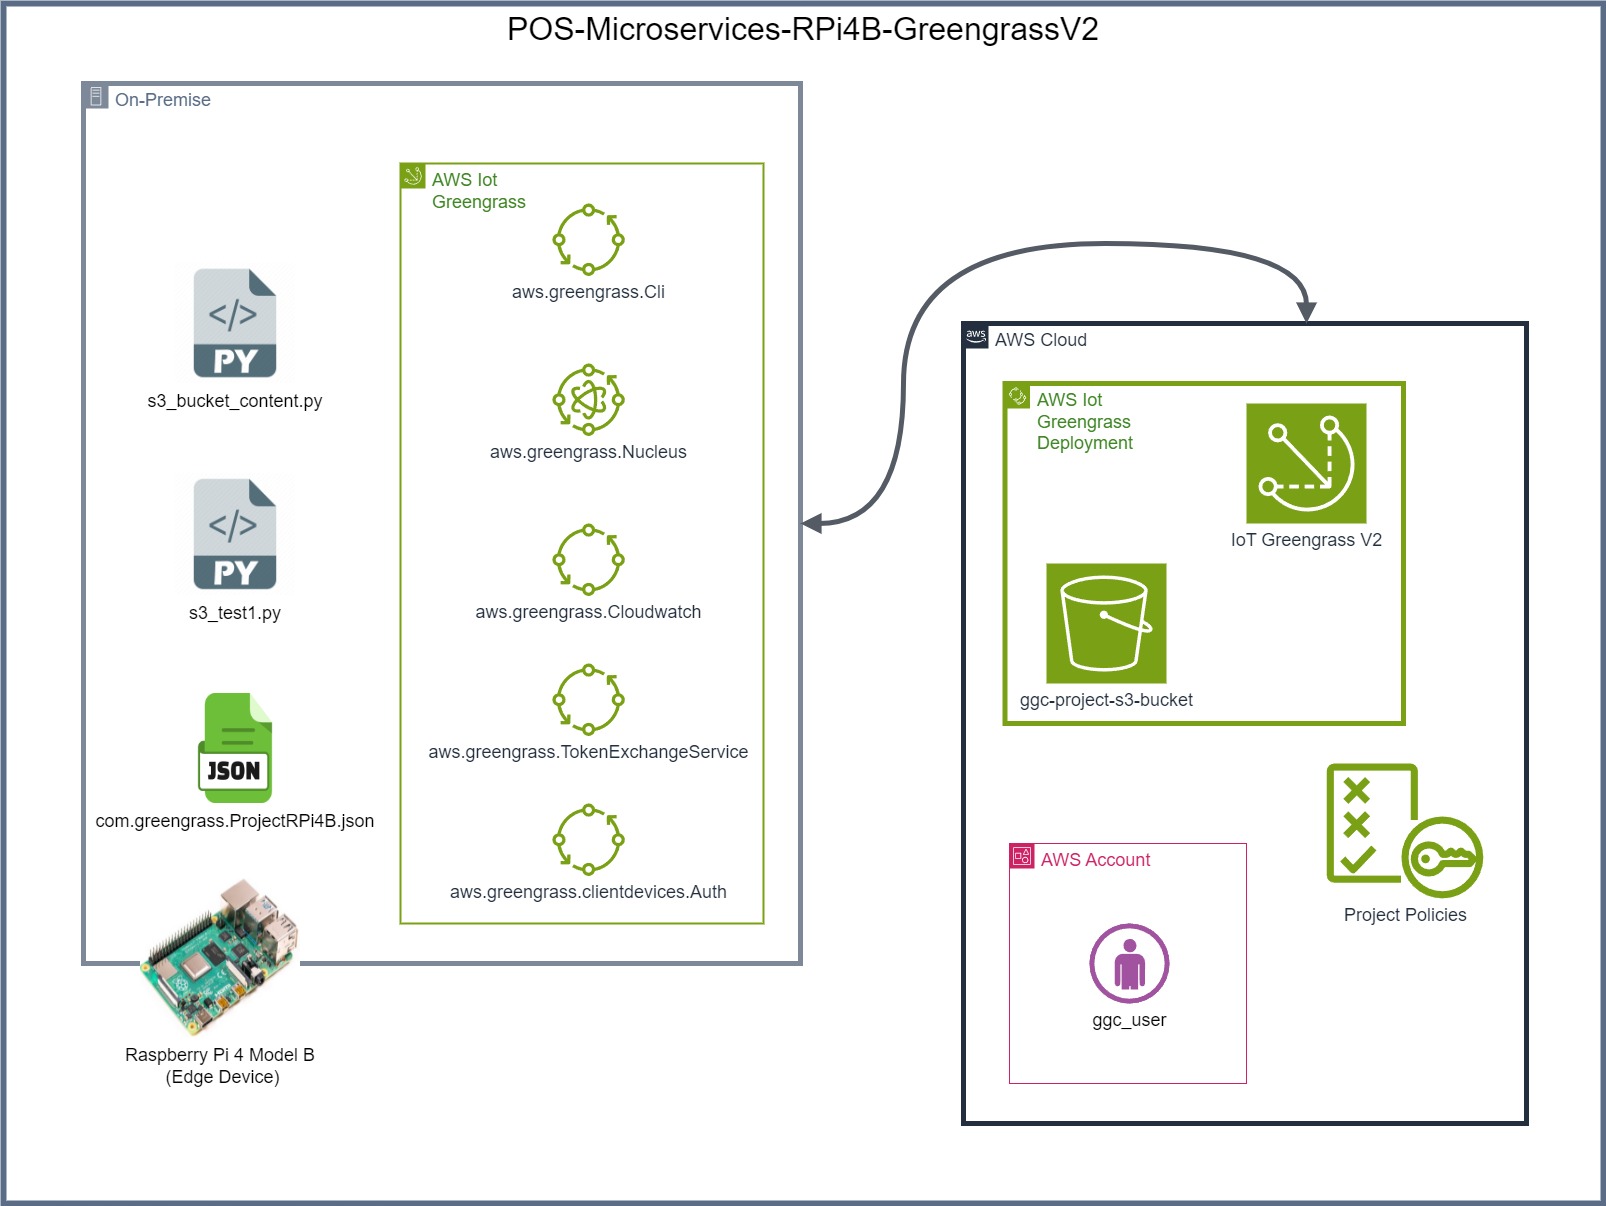 POS-Microservices-RPi4B-GreengrassV2
On-Premise
AWS Iot
Greengrass
aws.greengrass.Cli
</>
PY
s3_bucket_content.py
aws.greengrass.Nucleus
</>
PY
s3_test1.py
aws.greengrass.Cloudwatch
aws.greengrass.TokenExchangeService
JSON
com.greengrass.ProjectRPi4B.json
aws.greengrass.clientdevices.Auth
Raspberry Pi 4 Model B
(Edge Device)
aws
AWS Cloud
AWS Iot
Greengrass
Deployment
IoT Greengrass V2
ggc-project-s3-bucket
Project Policies
AWS Account
ggc_user